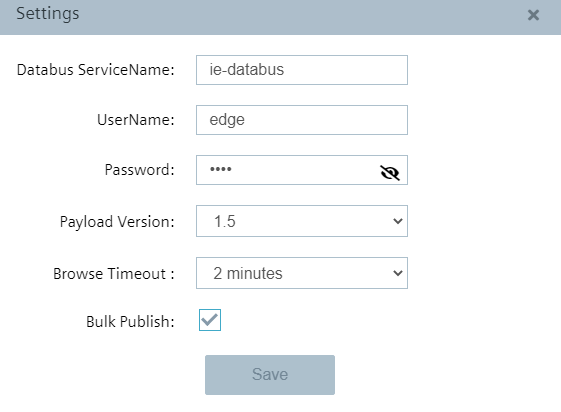 Settings
Databus ServiceName: ie-databus
UserName: edge
Password: ••••
Payload Version: 1.5
Browse Timeout : 2 minutes
Bulk Publish:
Save